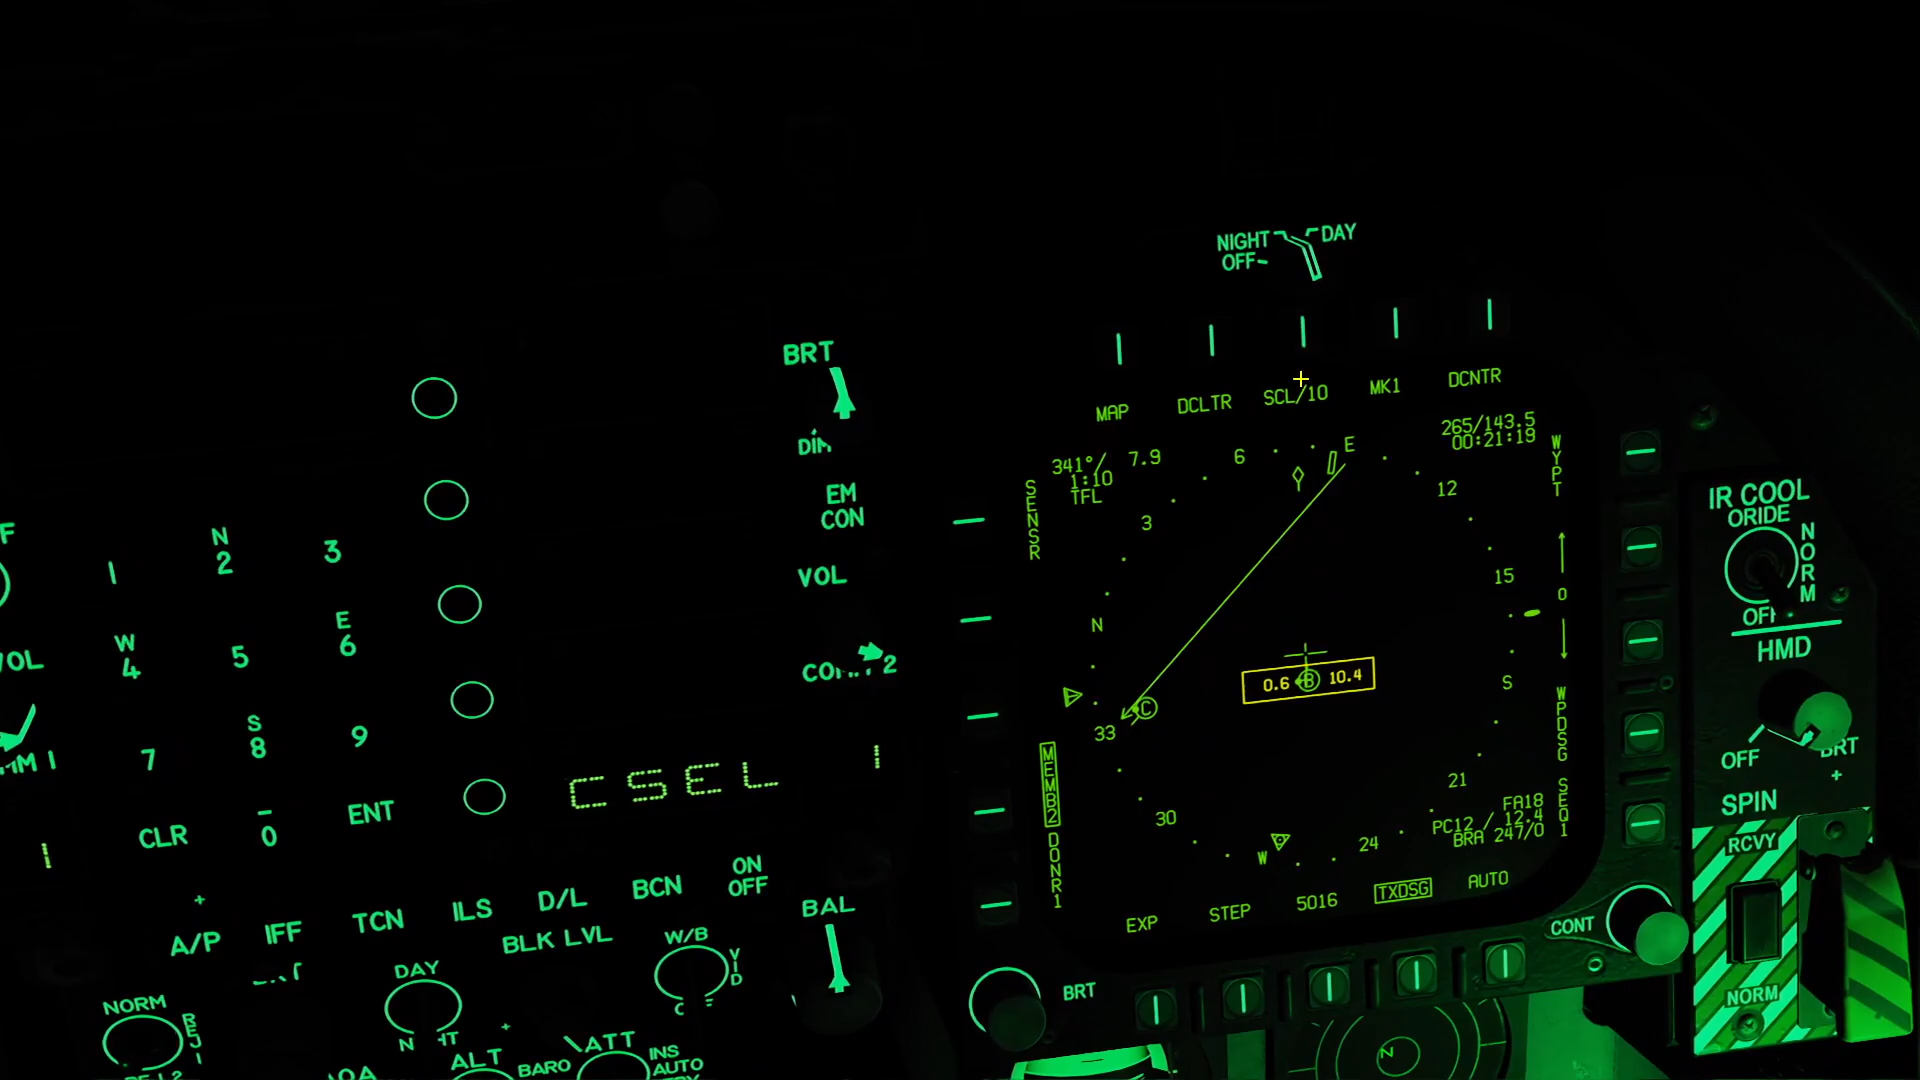 NIGHT
DAY
OFF
BRT
DIM
EM
CON
VOL
1
N
2
3
W
4
5
E
6
7
S
8
9
CLR
-
0
ENT
CSEL
ON
OFF
A/P
IFF
TCN
ILS
D/L
BCN
BLK LVL
W/B
VID
BAL
DAY
NORM
ALT
BARO
ATT
INS
AUTO
MAP
DCLTR
SCL/10
MK1
DCNTR
341°/ 7.9
1:10
TFL
265/143.5
00:21:19
SENSR
WYPT
6
E
12
3
15
N
0
S
33
C
0.6
B
10.4
WPDSG
MEMB2
DONR1
30
21
W
24
SEQ1
FA18
PC12 / 12.4
BRA 247/0
EXP
STEP
5016
TXDSG
AUTO
BRT
CONT
IR COOL
ORIDE
NORM
HMD
OFF
BRT
+
SPIN
RCVY
NORM
N